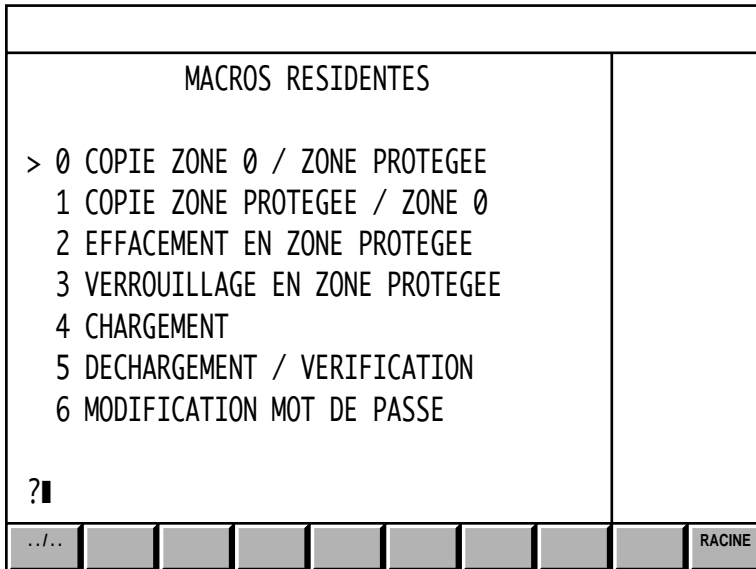 MACROS RESIDENTES
> 0 COPIE ZONE 0 / ZONE PROTEGEE
1 COPIE ZONE PROTEGEE / ZONE 0
2 EFFACEMENT EN ZONE PROTEGEE
3 VERROUILLAGE EN ZONE PROTEGEE
4 CHARGEMENT
5 DECHARGEMENT / VERIFICATION
6 MODIFICATION MOT DE PASSE
?
../.. RACINE